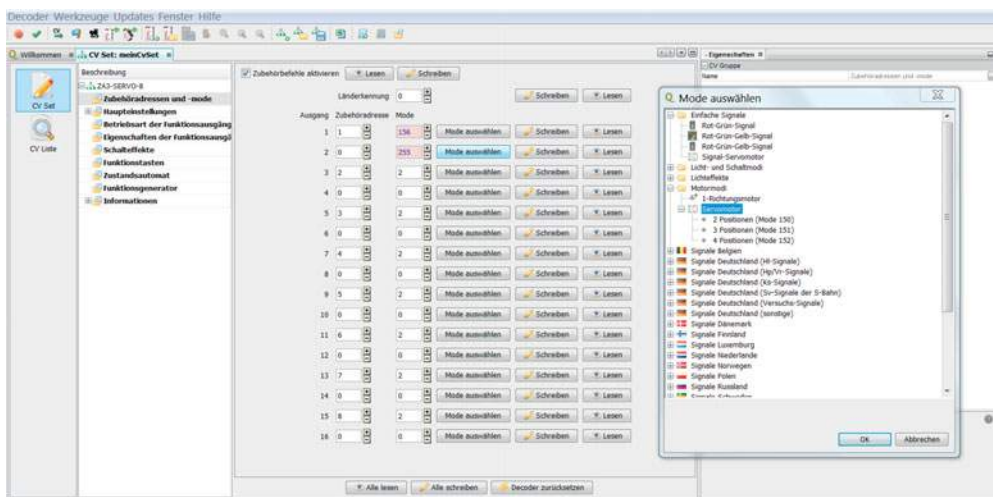 Decoder Werkzeuge Updates Fenster Hilfe
Willkommen CV Set: meinCvSet
CV Set
CV Liste
Beschreibung
ZA3-SERVO-8
Zubehöradressen und -mode
Haupteinstellungen
Betriebsart der Funktionsausgäng
Eigenschaften der Funktionsausgä
Schalteffekte
Funktionstasten
Zustandsautomat
Funktionsgenerator
Informationen
Zubehörbefehle aktivieren Lesen Schreiben
Länderkennung 0 Schreiben Lesen
Ausgang Zubehöradresse Mode
1 1 156 Mode auswählen Schreiben Lesen
2 0 255 Mode auswählen Schreiben Lesen
3 2 2 Mode auswählen Schreiben Lesen
4 0 0 Mode auswählen Schreiben Lesen
5 3 2 Mode auswählen Schreiben Lesen
6 0 0 Mode auswählen Schreiben Lesen
7 4 2 Mode auswählen Schreiben Lesen
8 0 0 Mode auswählen Schreiben Lesen
9 5 2 Mode auswählen Schreiben Lesen
10 0 0 Mode auswählen Schreiben Lesen
11 6 2 Mode auswählen Schreiben Lesen
12 0 0 Mode auswählen Schreiben Lesen
13 7 2 Mode auswählen Schreiben Lesen
14 0 0 Mode auswählen Schreiben Lesen
15 8 2 Mode auswählen Schreiben Lesen
16 0 0 Mode auswählen Schreiben Lesen
Alle lesen Alle schreiben Decoder zurücksetzen
Eigenschaften
CV Gruppe
Name Zubehöradressen und -mode
Mode auswählen
Einfache Signale
Rot-Grün-Signal
Rot-Grün-Gelb-Signal
Rot-Grün-Gelb-Signal
Signal-Servomotor
Licht- und Schaltmodi
Lichteffekte
Motormodi
1-Richtungsmotor
Servomotor
2 Positionen (Mode 150)
3 Positionen (Mode 151)
4 Positionen (Mode 152)
Signale Belgien
Signale Deutschland (Hl-Signale)
Signale Deutschland (Hp/Vr-Signale)
Signale Deutschland (Ks-Signale)
Signale Deutschland (Sv-Signale der S-Bahn)
Signale Deutschland (Versuchs-Signale)
Signale Deutschland (sonstige)
Signale Dänemark
Signale Finnland
Signale Luxemburg
Signale Niederlande
Signale Norwegen
Signale Polen
Signale Russland
Signale Schweden
OK Abbrechen